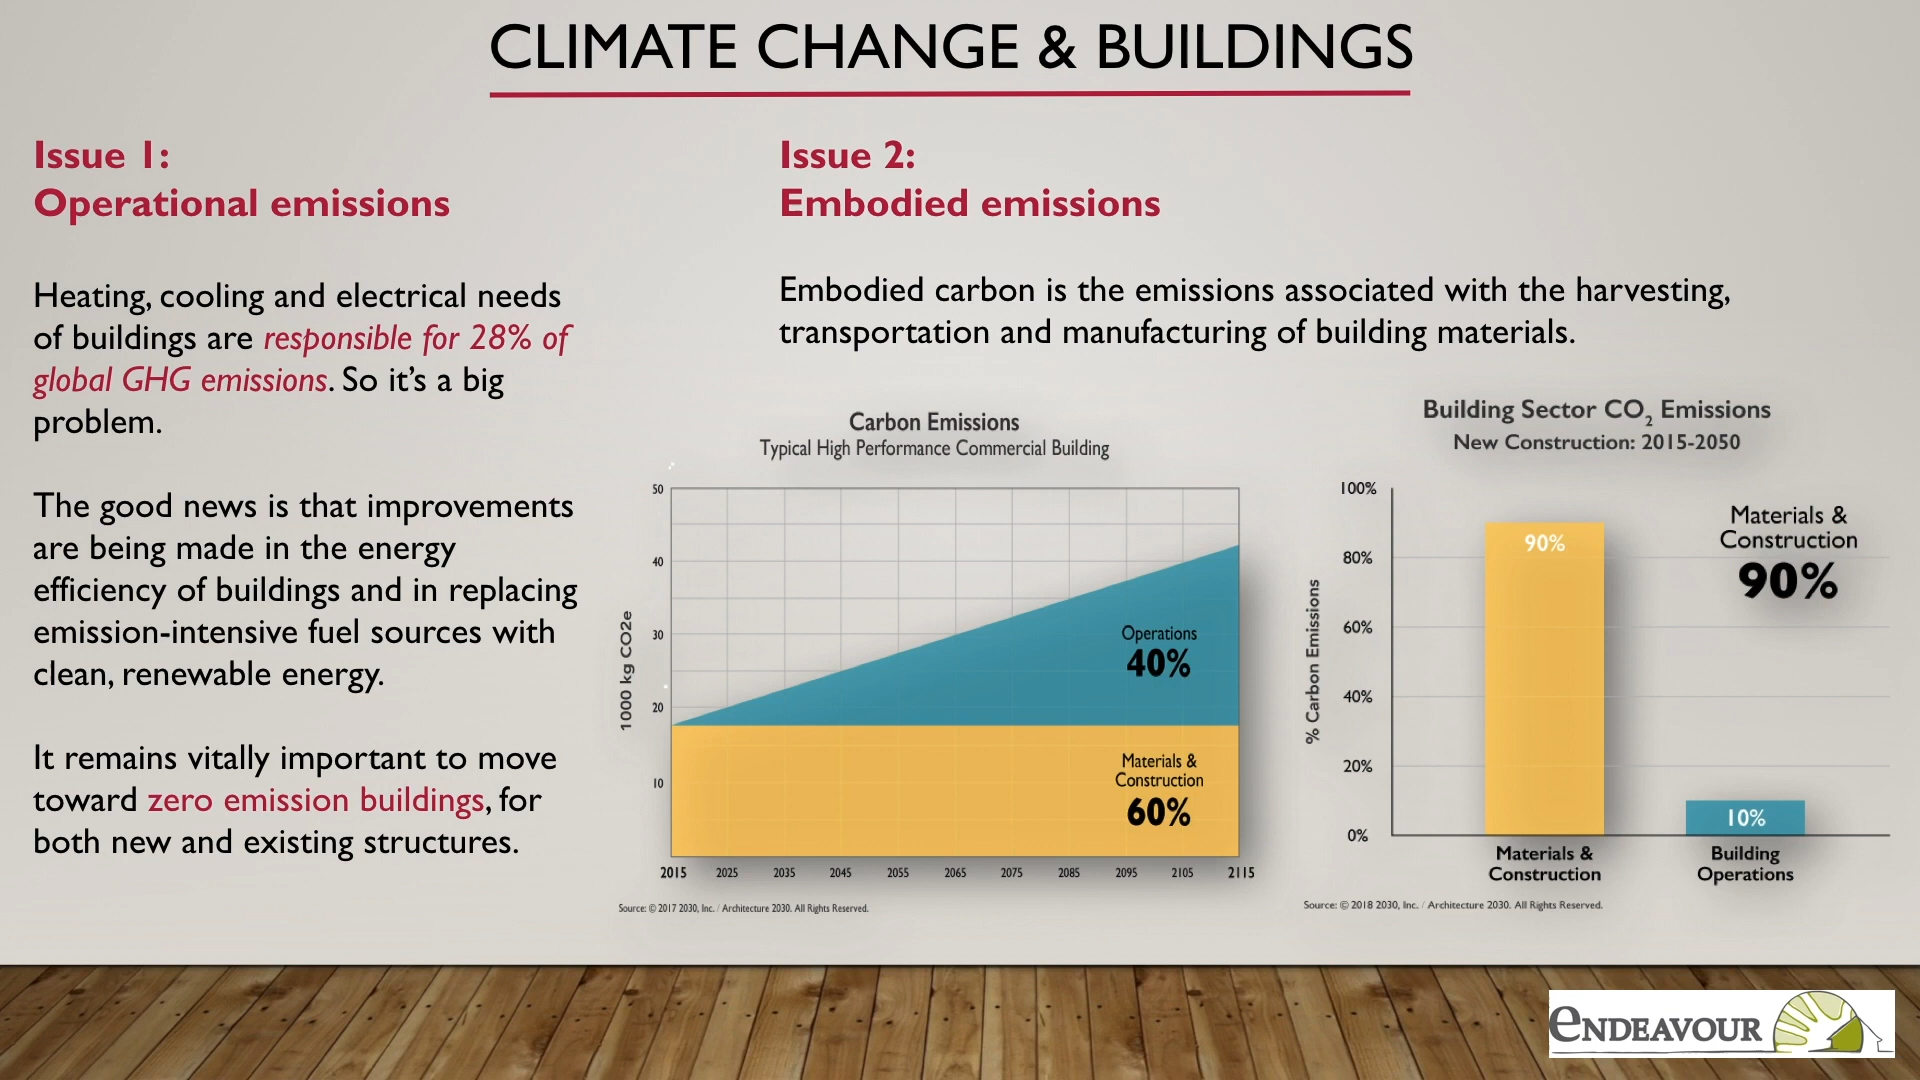 CLIMATE CHANGE & BUILDINGS
Issue 1:
Operational emissions
Heating, cooling and electrical needs
of buildings are responsible for 28% of
global GHG emissions. So it’s a big
problem.
The good news is that improvements
are being made in the energy
efficiency of buildings and in replacing
emission-intensive fuel sources with
clean, renewable energy.
It remains vitally important to move
toward zero emission buildings, for
both new and existing structures.
Issue 2:
Embodied emissions
Embodied carbon is the emissions associated with the harvesting,
transportation and manufacturing of building materials.
Carbon Emissions
Typical High Performance Commercial Building
1000 kg CO2e
50
40
30
20
10
Operations
40%
Materials &
Construction
60%
2015 2025 2035 2045 2055 2065 2075 2085 2095 2105 2115
Source: © 2017 2030, Inc. / Architecture 2030. All Rights Reserved.
Building Sector CO2 Emissions
New Construction: 2015-2050
% Carbon Emissions
100%
80%
60%
40%
20%
0%
90%
10%
Materials &
Construction
90%
Materials &
Construction
Building
Operations
Source: © 2018 2030, Inc. / Architecture 2030. All Rights Reserved.
ENDEAVOUR